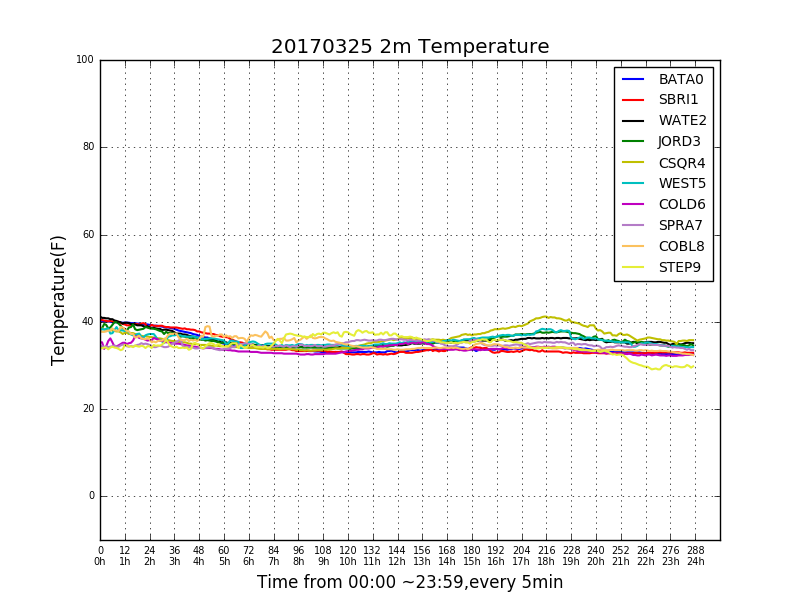 20170325 2m Temperature
100
80
60
40
20
0
Temperature(F)
BATA0
SBRI1
WATE2
JORD3
CSQR4
WEST5
COLD6
SPRA7
COBL8
STEP9
0 12 24 36 48 60 72 84 96 108 120 132 144 156 168 180 192 204 216 228 240 252 264 276 288
0h 1h 2h 3h 4h 5h 6h 7h 8h 9h 10h 11h 12h 13h 14h 15h 16h 17h 18h 19h 20h 21h 22h 23h 24h
Time from 00:00 ~23:59,every 5min